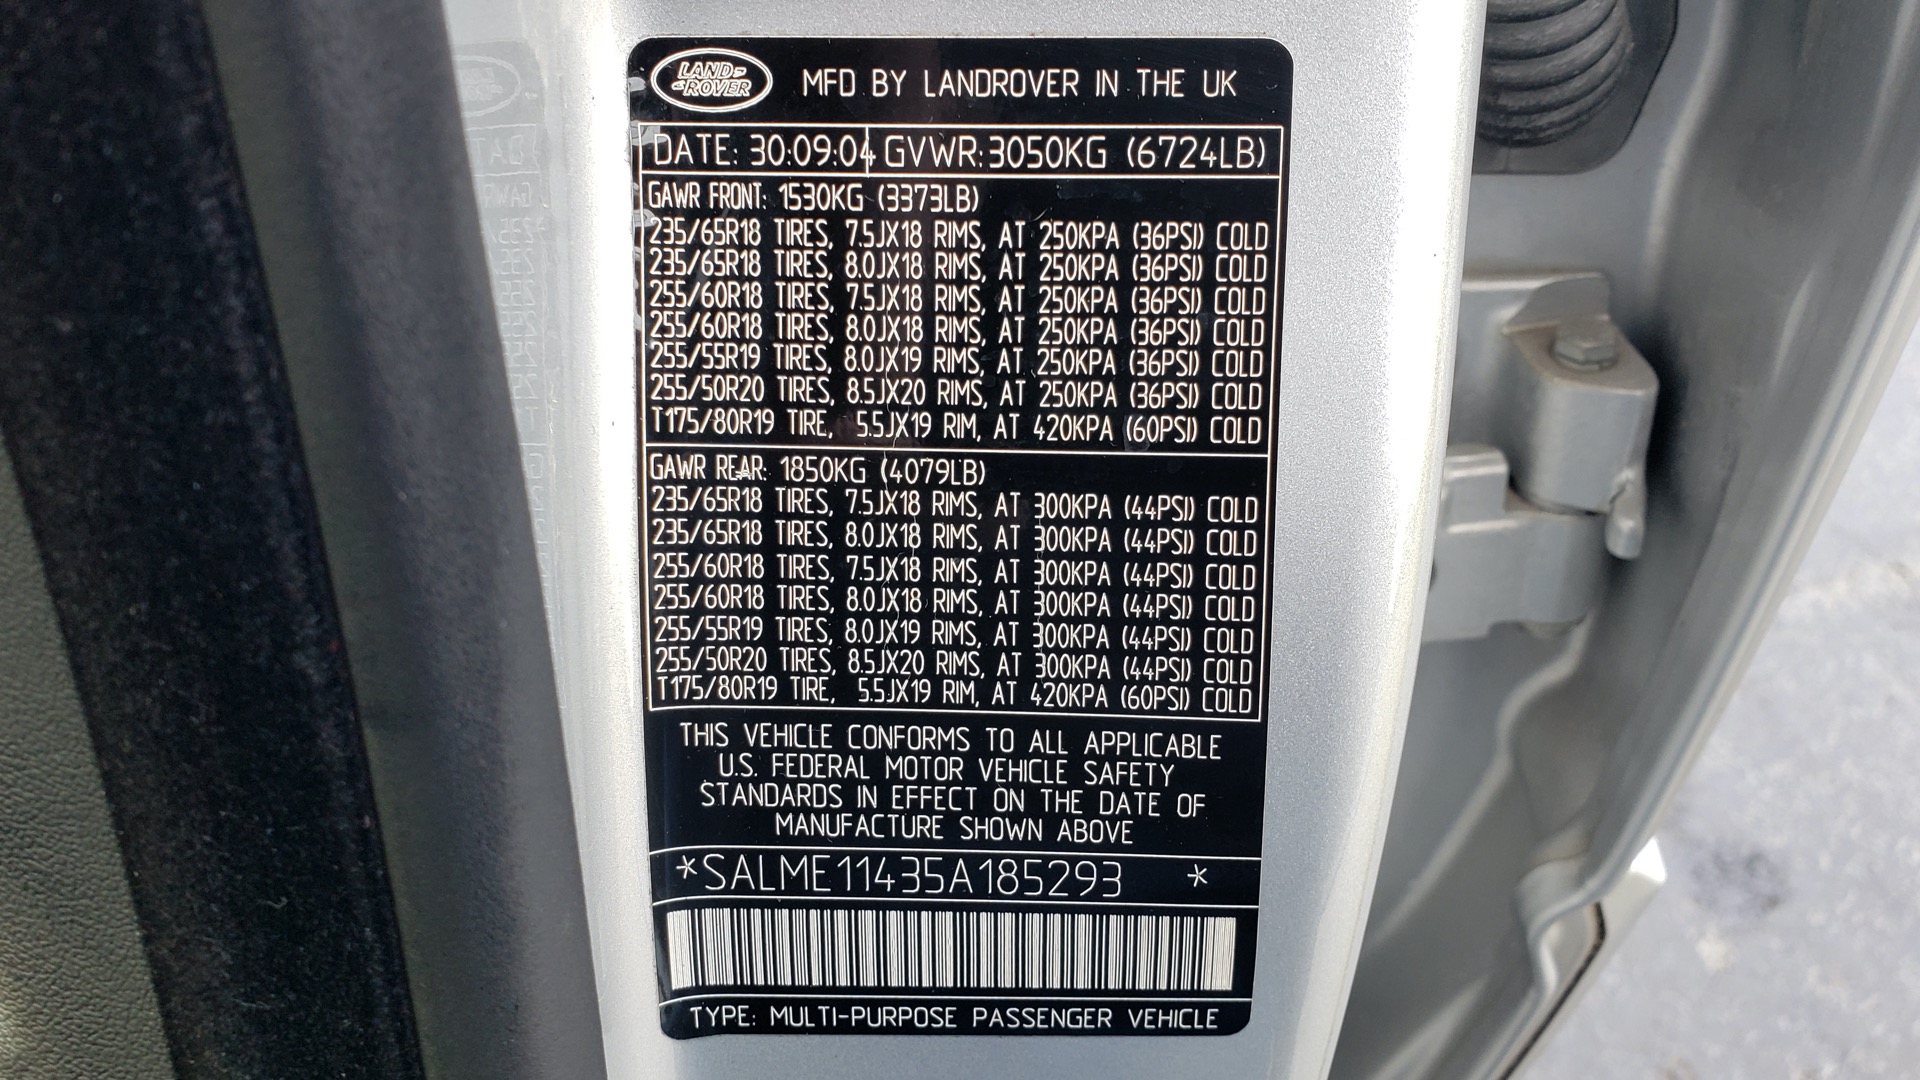 LAND ROVER MFD BY LANDROVER IN THE UK
DATE: 30:09:04 GVWR: 3050KG (6724LB)
GAWR FRONT: 1530KG (3373LB)
235/65R18 TIRES, 7.5JX18 RIMS, AT 250KPA (36PSI) COLD
235/65R18 TIRES, 8.0JX18 RIMS, AT 250KPA (36PSI) COLD
255/60R18 TIRES, 7.5JX18 RIMS, AT 250KPA (36PSI) COLD
255/60R18 TIRES, 8.0JX18 RIMS, AT 250KPA (36PSI) COLD
255/55R19 TIRES, 8.0JX19 RIMS, AT 250KPA (36PSI) COLD
255/50R20 TIRES, 8.5JX20 RIMS, AT 250KPA (36PSI) COLD
T175/80R19 TIRE, 5.5JX19 RIM, AT 420KPA (60PSI) COLD
GAWR REAR: 1850KG (4079LB)
235/65R18 TIRES, 7.5JX18 RIMS, AT 300KPA (44PSI) COLD
235/65R18 TIRES, 8.0JX18 RIMS, AT 300KPA (44PSI) COLD
255/60R18 TIRES, 7.5JX18 RIMS, AT 300KPA (44PSI) COLD
255/60R18 TIRES, 8.0JX18 RIMS, AT 300KPA (44PSI) COLD
255/55R19 TIRES, 8.0JX19 RIMS, AT 300KPA (44PSI) COLD
255/50R20 TIRES, 8.5JX20 RIMS, AT 300KPA (44PSI) COLD
T175/80R19 TIRE, 5.5JX19 RIM, AT 420KPA (60PSI) COLD
THIS VEHICLE CONFORMS TO ALL APPLICABLE
U.S. FEDERAL MOTOR VEHICLE SAFETY
STANDARDS IN EFFECT ON THE DATE OF
MANUFACTURE SHOWN ABOVE
*SALME11435A185293 *
TYPE: MULTI-PURPOSE PASSENGER VEHICLE